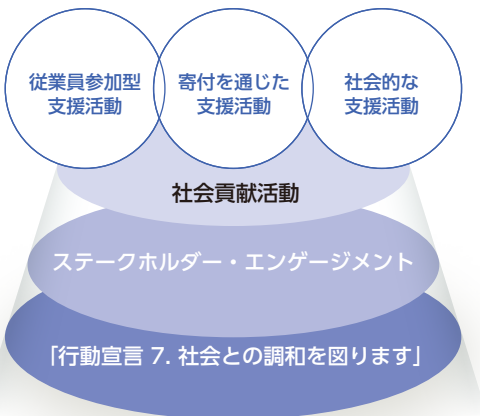 従業員参加型
支援活動
寄付を通じた
支援活動
社会的な
支援活動
社会貢献活動
ステークホルダー・エンゲージメント
「行動宣言 7. 社会との調和を図ります」